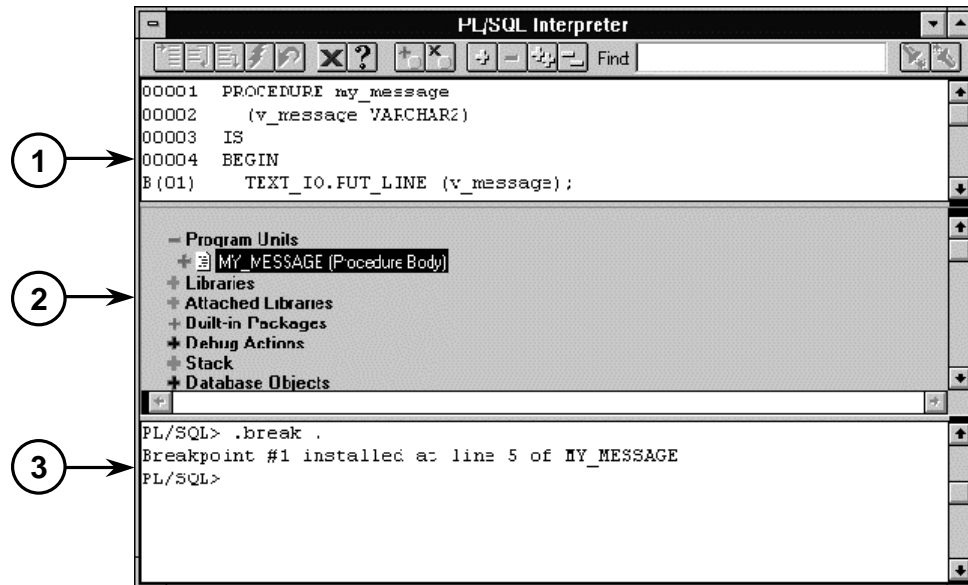 PL/SQL Interpreter
Find
00001 PROCEDURE my_message
00002 (v_message VARCHAR2)
00003 IS
00004 BEGIN
B(01) TEXT_IO.PUT_LINE (v_message);
1
Program Units
MY_MESSAGE (Procedure Body)
Libraries
Attached Libraries
Built-in Packages
Debug Actions
Stack
Database Objects
2
PL/SQL> .break .
Breakpoint #1 installed at line 5 of MY_MESSAGE
PL/SQL>
3